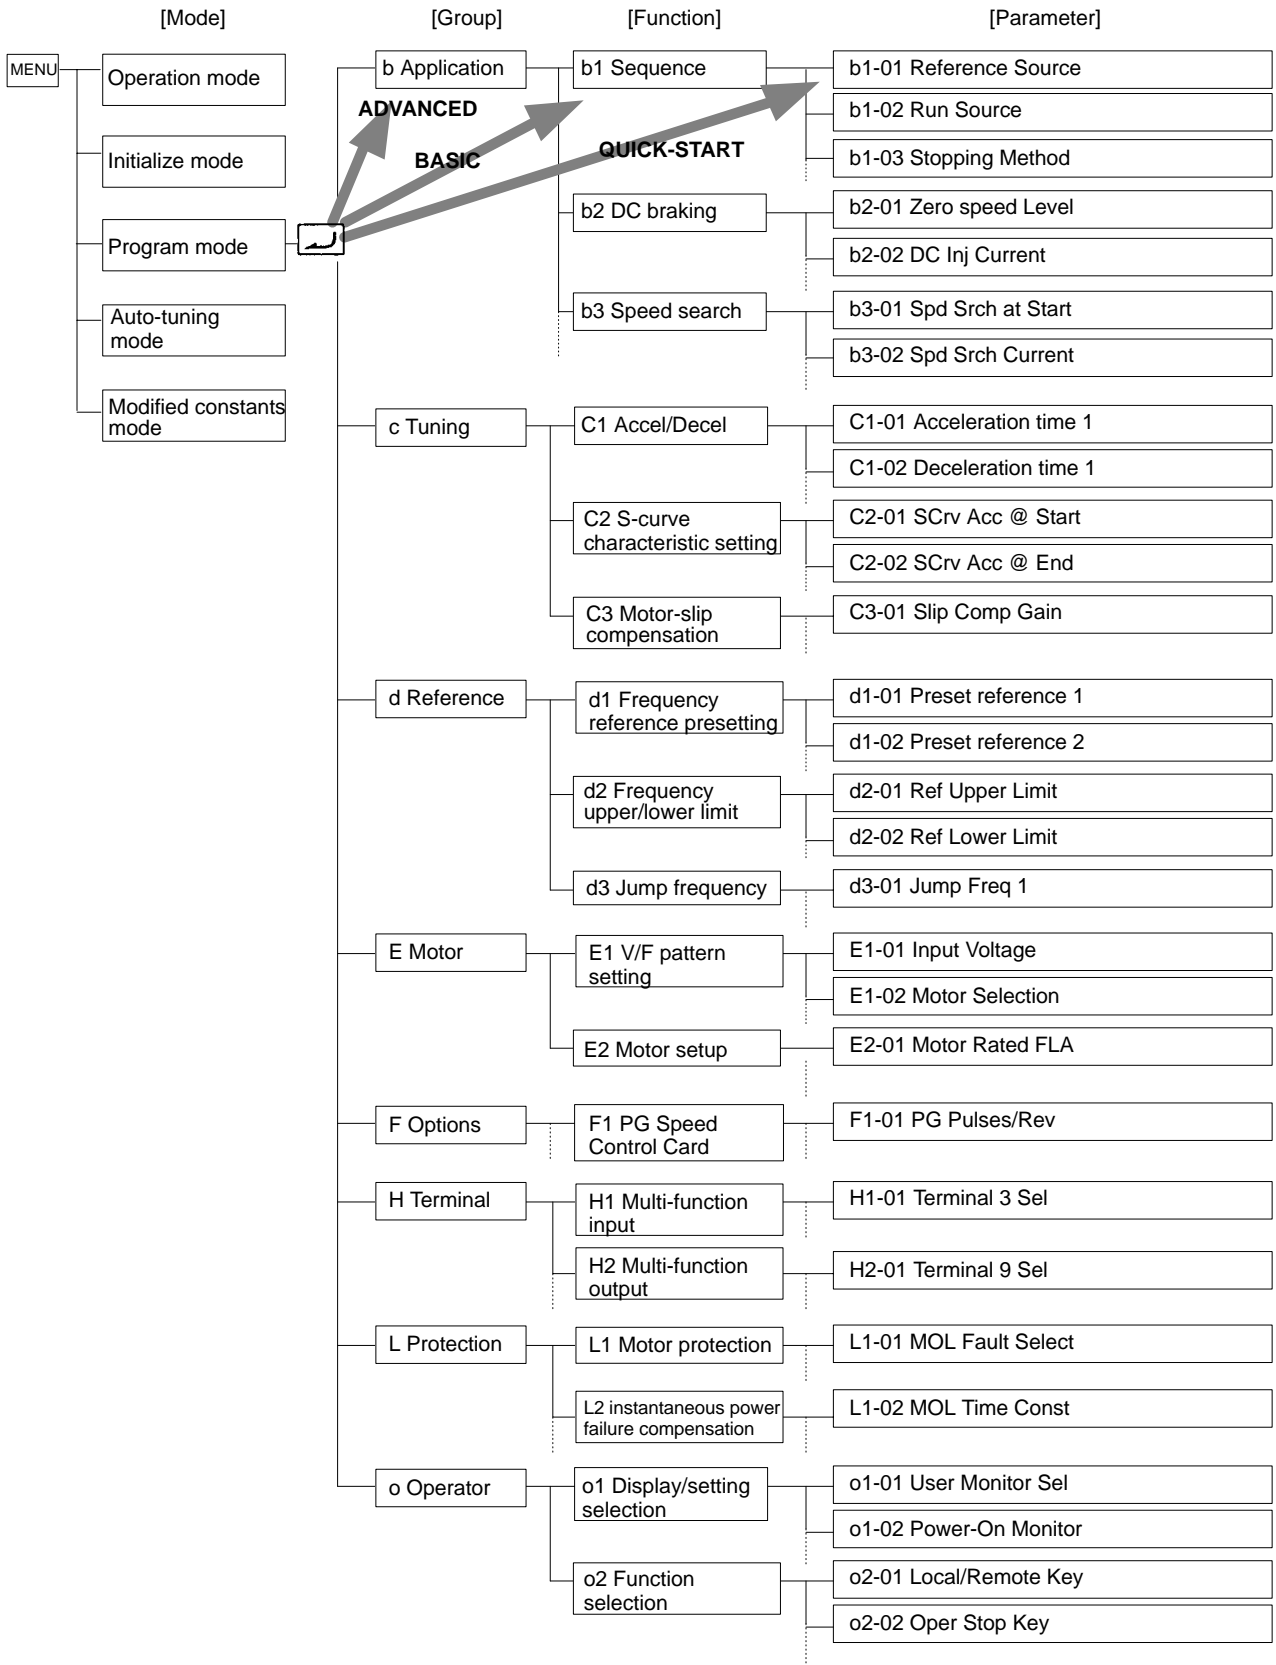 [Mode] [Group] [Function] [Parameter]
MENU
Operation mode
Initialize mode
Program mode
Auto-tuning
mode
Modified constants
mode
ADVANCED
BASIC
QUICK-START
b Application
b1 Sequence
b1-01 Reference Source
b1-02 Run Source
b1-03 Stopping Method
b2 DC braking
b2-01 Zero speed Level
b2-02 DC Inj Current
b3 Speed search
b3-01 Spd Srch at Start
b3-02 Spd Srch Current
c Tuning
C1 Accel/Decel
C1-01 Acceleration time 1
C1-02 Deceleration time 1
C2 S-curve
characteristic setting
C2-01 SCrv Acc @ Start
C2-02 SCrv Acc @ End
C3 Motor-slip
compensation
C3-01 Slip Comp Gain
d Reference
d1 Frequency
reference presetting
d1-01 Preset reference 1
d1-02 Preset reference 2
d2 Frequency
upper/lower limit
d2-01 Ref Upper Limit
d2-02 Ref Lower Limit
d3 Jump frequency
d3-01 Jump Freq 1
E Motor
E1 V/F pattern
setting
E1-01 Input Voltage
E1-02 Motor Selection
E2 Motor setup
E2-01 Motor Rated FLA
F Options
F1 PG Speed
Control Card
F1-01 PG Pulses/Rev
H Terminal
H1 Multi-function
input
H1-01 Terminal 3 Sel
H2 Multi-function
output
H2-01 Terminal 9 Sel
L Protection
L1 Motor protection
L1-01 MOL Fault Select
L2 instantaneous power
failure compensation
L1-02 MOL Time Const
o Operator
o1 Display/setting
selection
o1-01 User Monitor Sel
o1-02 Power-On Monitor
o2 Function
selection
o2-01 Local/Remote Key
o2-02 Oper Stop Key